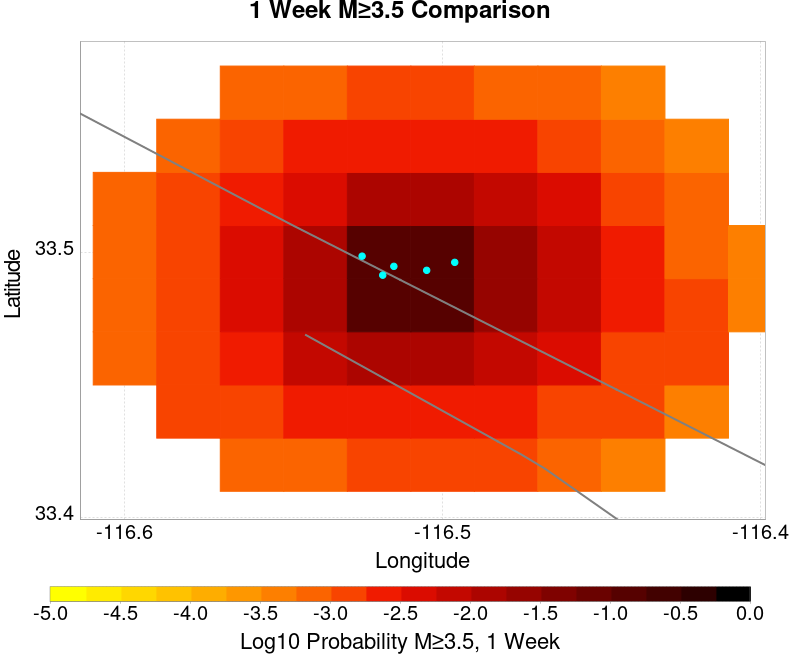 1 Week M≥3.5 Comparison
Latitude
33.5
33.4
-116.6 -116.5 -116.4
Longitude
-5.0 -4.5 -4.0 -3.5 -3.0 -2.5 -2.0 -1.5 -1.0 -0.5 0.0
Log10 Probability M≥3.5, 1 Week